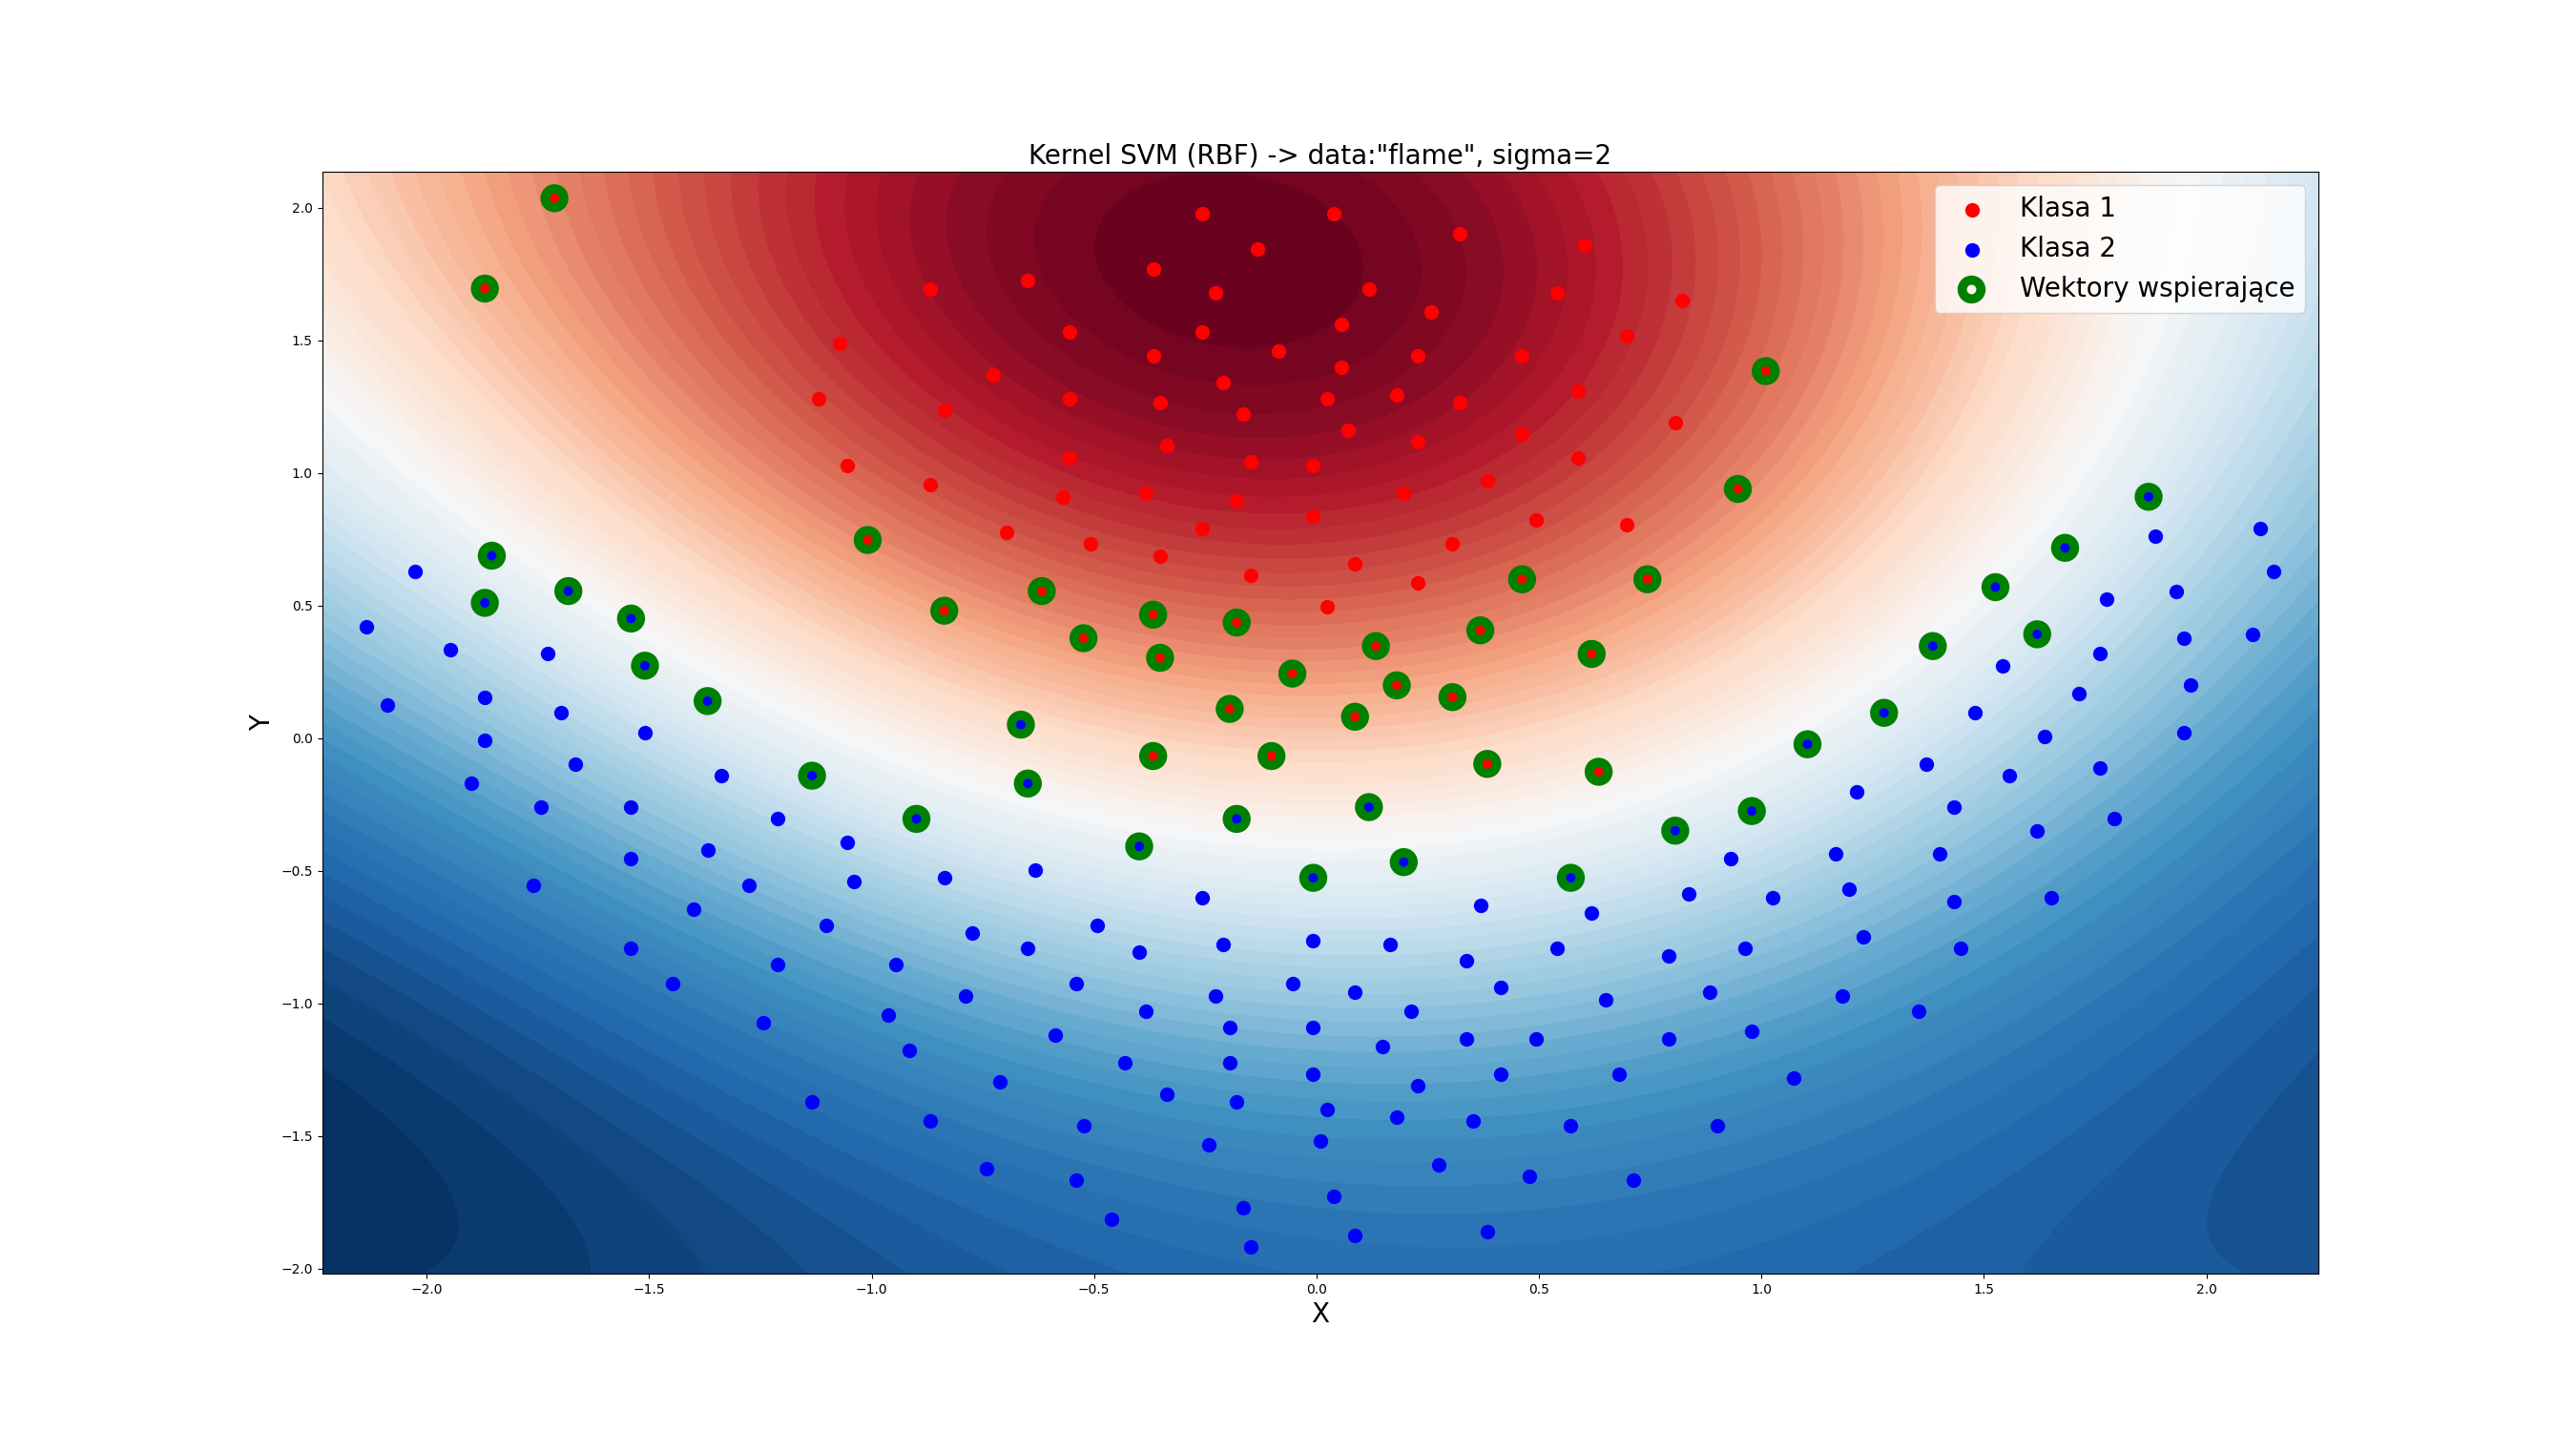 Kernel SVM (RBF) -> data:"flame", sigma=2
Klasa 1
Klasa 2
Wektory wspierające
2.0
1.5
1.0
0.5
0.0
−0.5
−1.0
−1.5
−2.0
Y
−2.0 −1.5 −1.0 −0.5 0.0 0.5 1.0 1.5 2.0
X